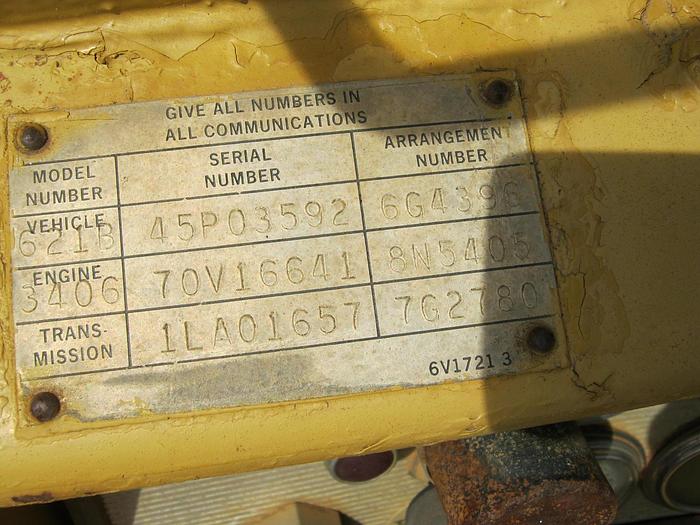 GIVE ALL NUMBERS IN
ALL COMMUNICATIONS
MODEL NUMBER
SERIAL NUMBER
ARRANGEMENT NUMBER
VEHICLE
621B 45P03592 6G4396
ENGINE
3406 70V16641 8N5405
TRANS-
MISSION
1LA01657 7G2780
6V1721 3